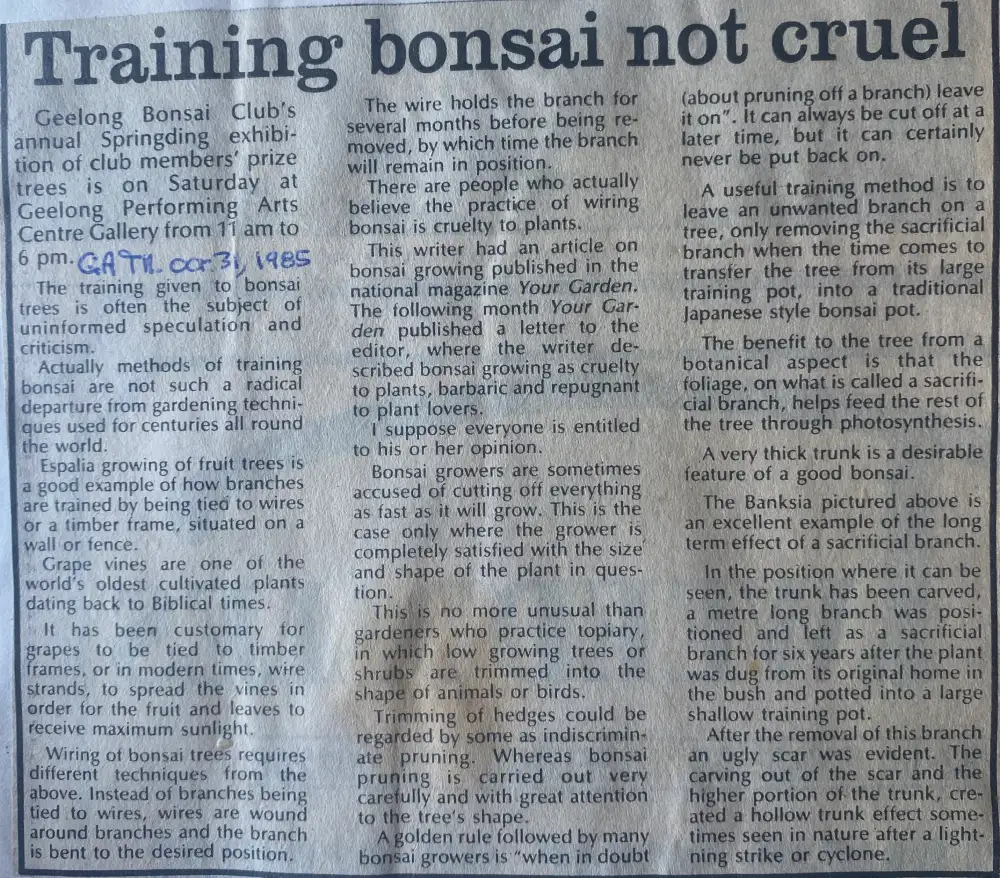 Training bonsai not cruel
Geelong Bonsai Club's
annual Springding exhibi-
tion of club members' prize
trees is on Saturday at
Geelong Performing Arts
Centre Gallery from 11 am to
6 pm. GATH. OCT. 31, 1985
The training given to bonsai
trees is often the subject of
uninformed speculation and
criticism.
Actually methods of training
bonsai are not such a radical
departure from gardening techni-
ques used for centuries all round
the world.
Espalia growing of fruit trees is
a good example of how branches
are trained by being tied to wires
or a timber frame, situated on a
wall or fence.
Grape vines are one of the
world's oldest cultivated plants
dating back to Biblical times.
It has been customary for
grapes to be tied to timber
frames, or in modern times, wire
strands, to spread the vines in
order for the fruit and leaves to
receive maximum sunlight.
Wiring of bonsai trees requires
different techniques from the
above. Instead of branches being
tied to wires, wires are wound
around branches and the branch
is bent to the desired position.
The wire holds the branch for
several months before being re-
moved, by which time the branch
will remain in position.
There are people who actually
believe the practice of wiring
bonsai is cruelty to plants.
This writer had an article on
bonsai growing published in the
national magazine Your Garden.
The following month Your Gar-
den published a letter to the
editor, where the writer de-
scribed bonsai growing as cruelty
to plants, barbaric and repugnant
to plant lovers.
I suppose everyone is entitled
to his or her opinion.
Bonsai growers are sometimes
accused of cutting off everything
as fast as it will grow. This is the
case only where the grower is
completely satisfied with the size
and shape of the plant in ques-
tion.
This is no more unusual than
gardeners who practice topiary,
in which low growing trees or
shrubs are trimmed into the
shape of animals or birds.
Trimming of hedges could be
regarded by some as indiscrimin-
ate pruning. Whereas bonsai
pruning is carried out very
carefully and with great attention
to the tree's shape.
A golden rule followed by many
bonsai growers is "when in doubt
(about pruning off a branch) leave
it on". It can always be cut off at a
later time, but it can certainly
never be put back on.
A useful training method is to
leave an unwanted branch on a
tree, only removing the sacrificial
branch when the time comes to
transfer the tree from its large
training pot, into a traditional
Japanese style bonsai pot.
The benefit to the tree from a
botanical aspect is that the
foliage, on what is called a sacrifi-
cial branch, helps feed the rest of
the tree through photosynthesis.
A very thick trunk is a desirable
feature of a good bonsai.
The Banksia pictured above is
an excellent example of the long
term effect of a sacrificial branch.
In the position where it can be
seen, the trunk has been carved,
a metre long branch was posi-
tioned and left as a sacrificial
branch for six years after the plant
was dug from its original home in
the bush and potted into a large
shallow training pot.
After the removal of this branch
an ugly scar was evident. The
carving out of the scar and the
higher portion of the trunk, cre-
ated a hollow trunk effect some-
times seen in nature after a light-
ning strike or cyclone.